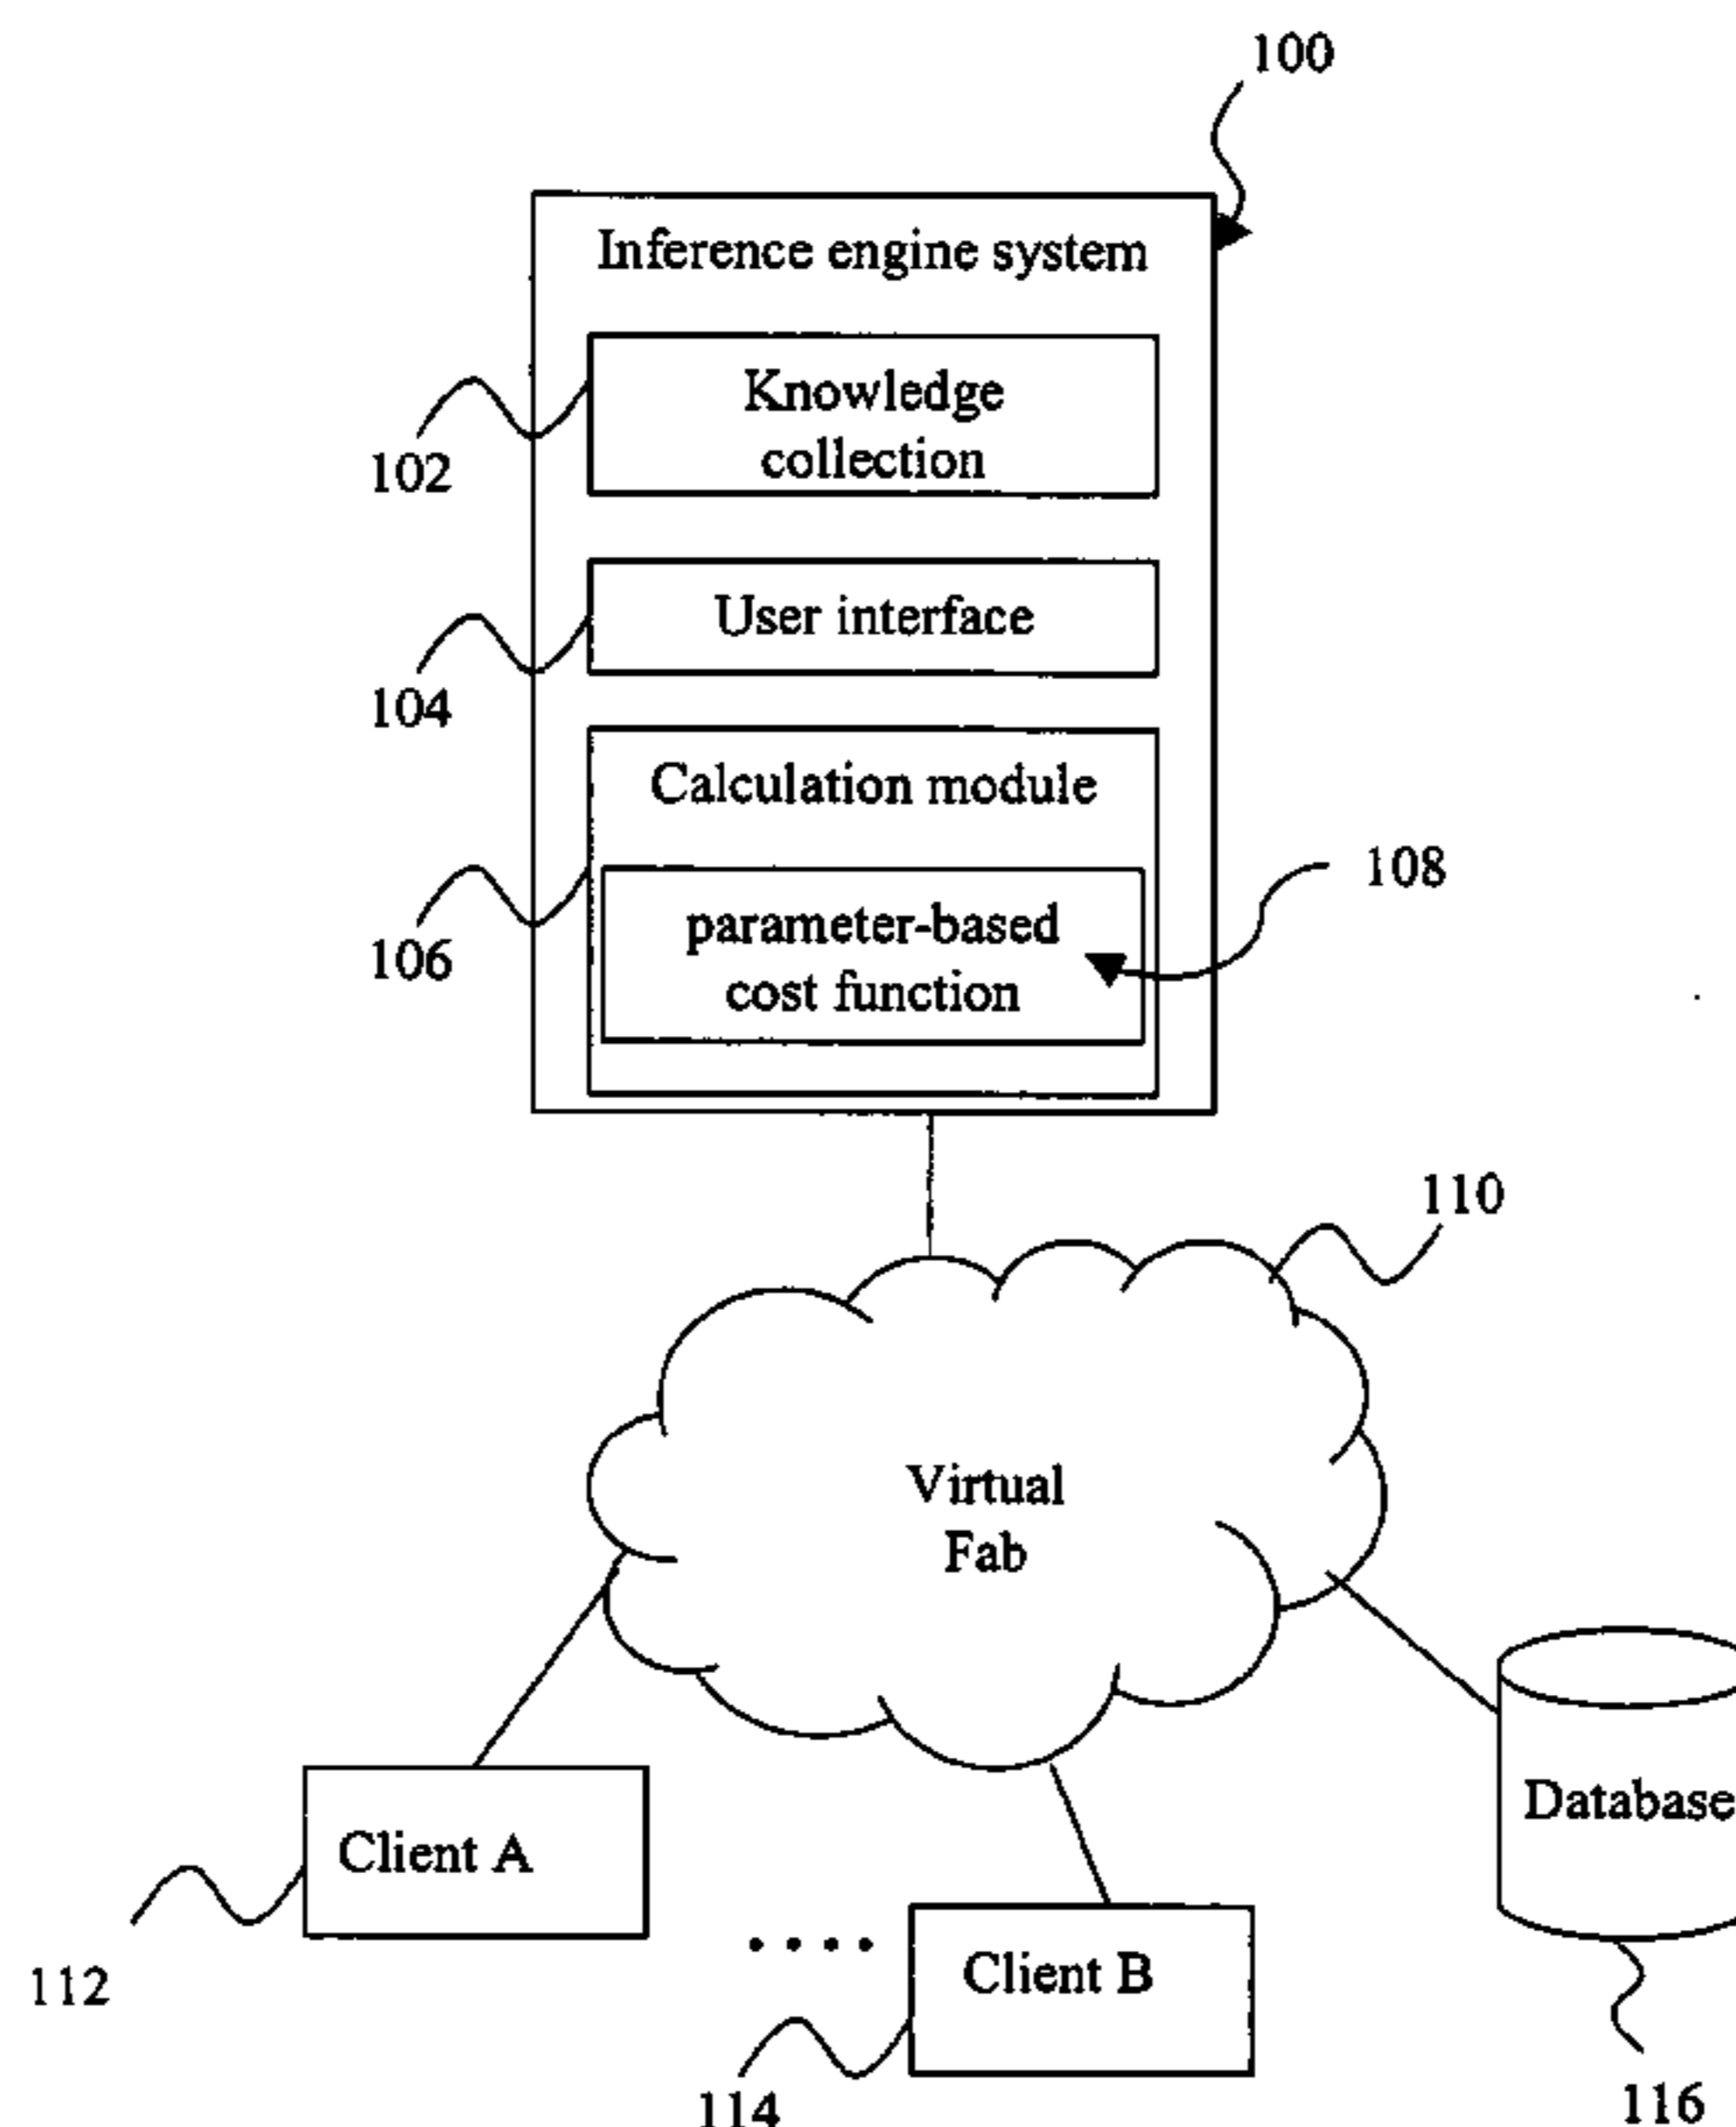 100
Inference engine system
Knowledge
collection
102
User interface
104
Calculation module
108
parameter-based
cost function
106
110
Virtual
Fab
Database
Client A
Client B
112
114
116